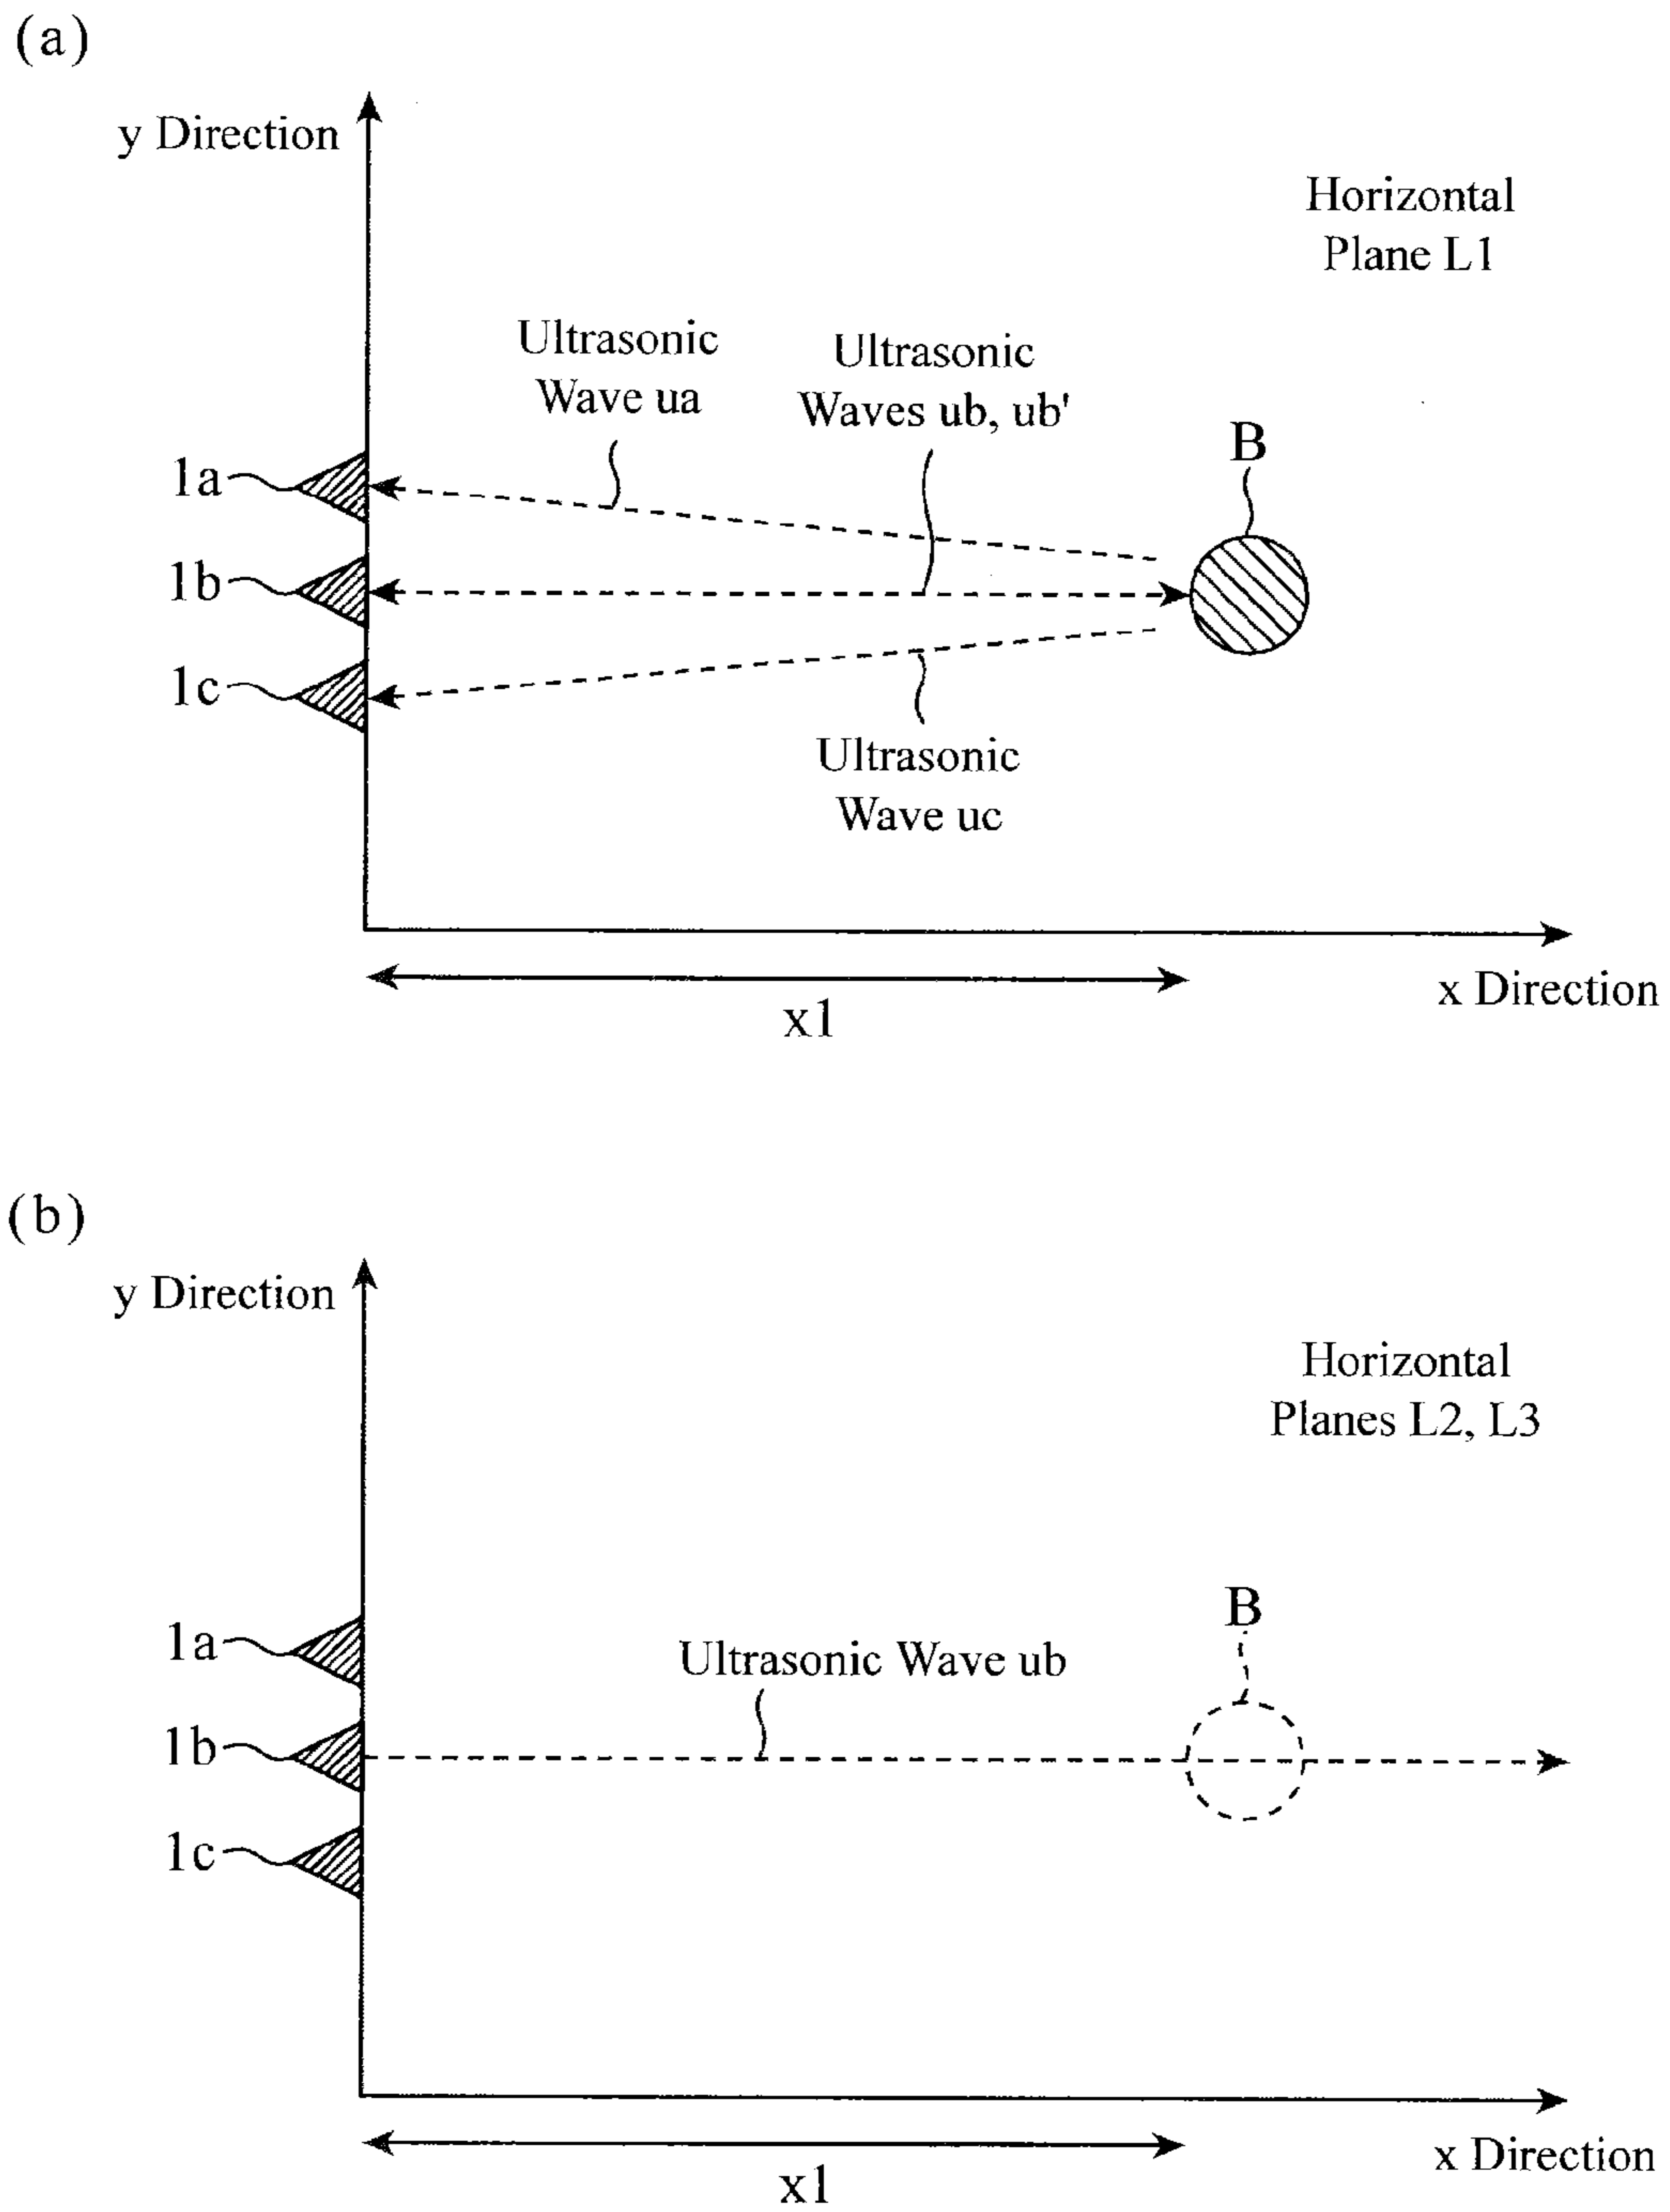 (a)
y Direction
Horizontal
Plane L1
Ultrasonic
Wave ua
Ultrasonic
Waves ub, ub'
B
1a
1b
1c
Ultrasonic
Wave uc
x Direction
x1
(b)
y Direction
Horizontal
Planes L2, L3
B
1a
Ultrasonic Wave ub
1b
1c
x Direction
x1